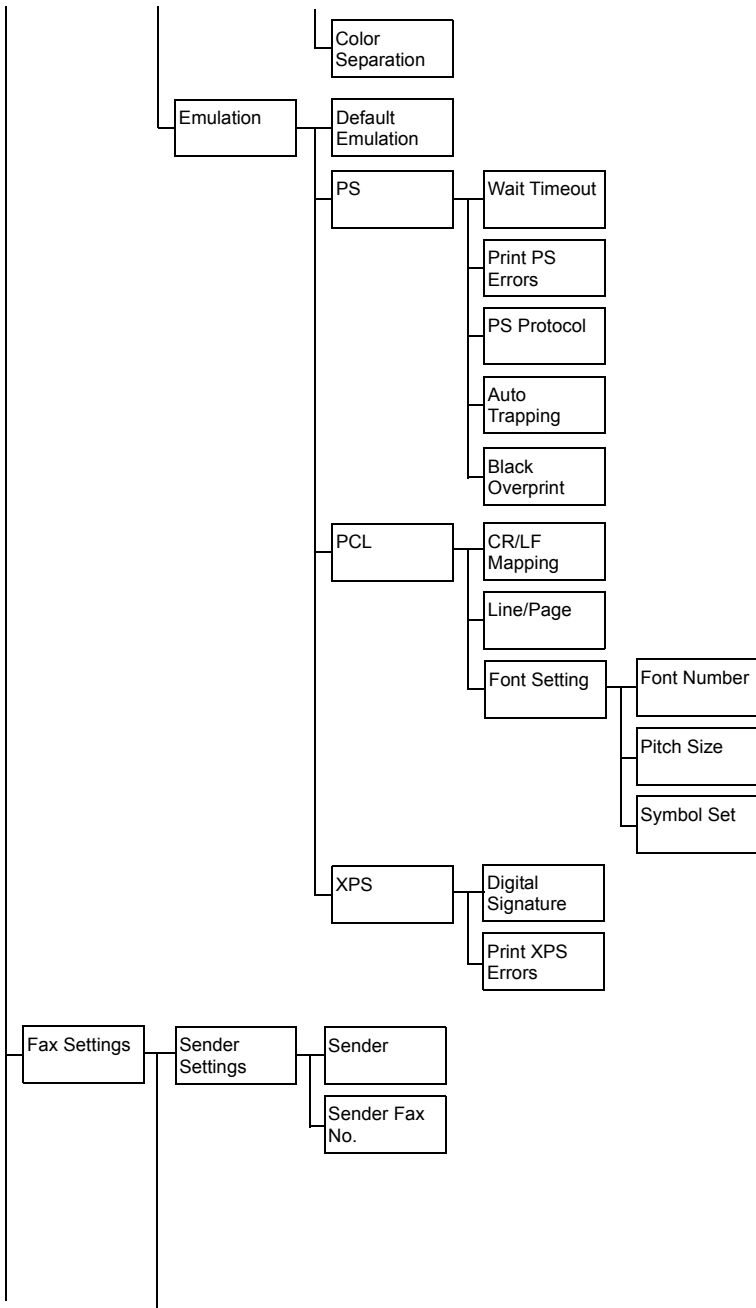 Color
Separation
Emulation
Default
Emulation
PS
Wait Timeout
Print PS
Errors
PS Protocol
Auto
Trapping
Black
Overprint
PCL
CR/LF
Mapping
Line/Page
Font Setting
Font Number
Pitch Size
Symbol Set
XPS
Digital
Signature
Print XPS
Errors
Fax Settings
Sender
Settings
Sender
Sender Fax
No.